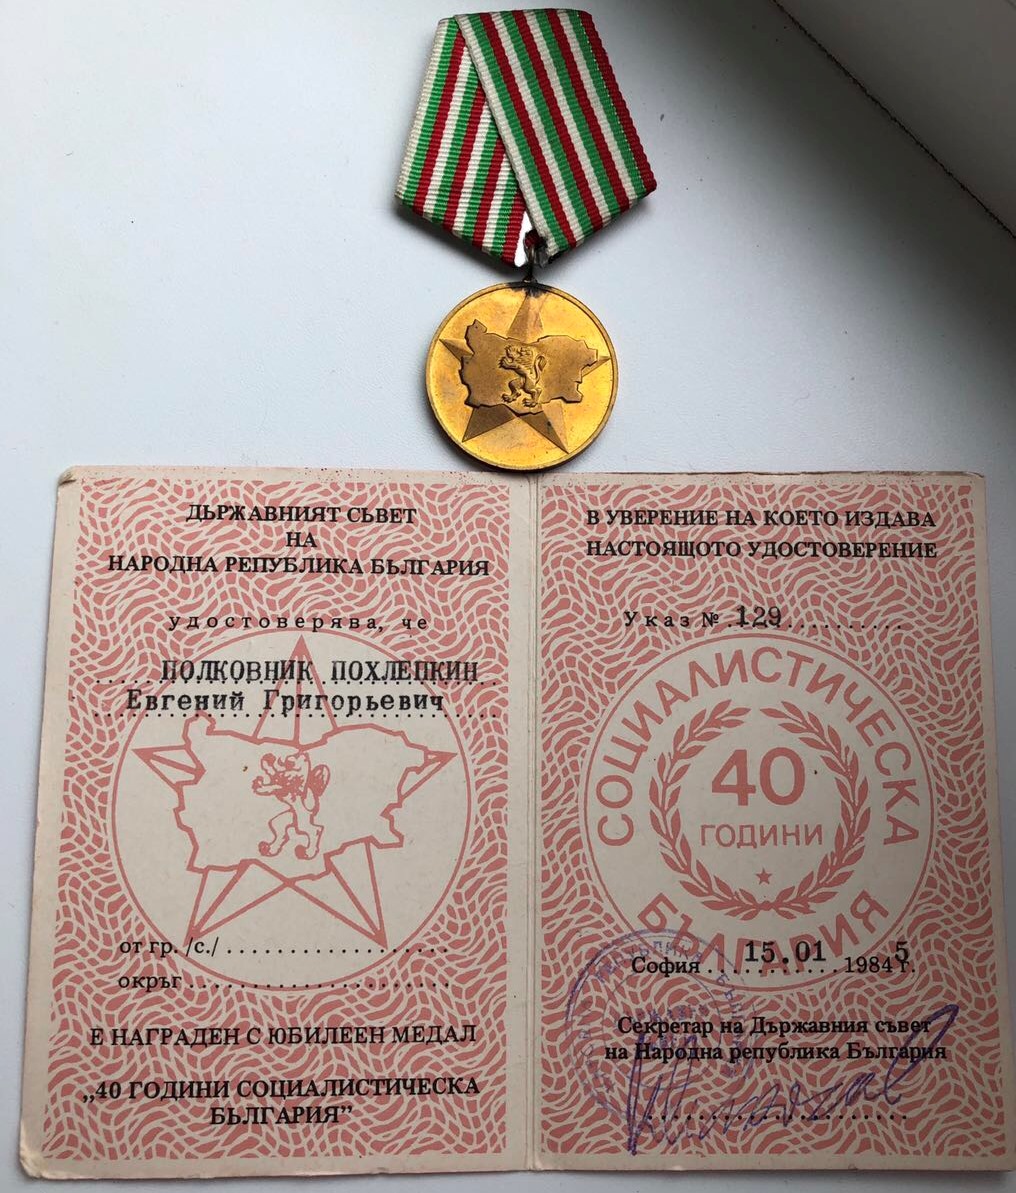 ДЪРЖАВНИЯТ СЪВЕТ
НА
НАРОДНА РЕПУБЛИКА БЪЛГАРИЯ
удостоверява, че
ПОЛКОВНИК ПОХЛЕПКИН
Евгений Григорьевич
от гр. /с./
окръг
Е НАГРАДЕН С ЮБИЛЕЕН МЕДАЛ
„40 ГОДИНИ СОЦИАЛИСТИЧЕСКА
БЪЛГАРИЯ”
В УВЕРЕНИЕ НА КОЕТО ИЗДАВА
НАСТОЯЩОТО УДОСТОВЕРЕНИЕ
Указ № 129
СОЦИАЛИСТИЧЕСКА
40
ГОДИНИ
БЪЛГАРИЯ
София 15.01 1984 5 г.
Секретар на Държавния съвет
на Народна република България